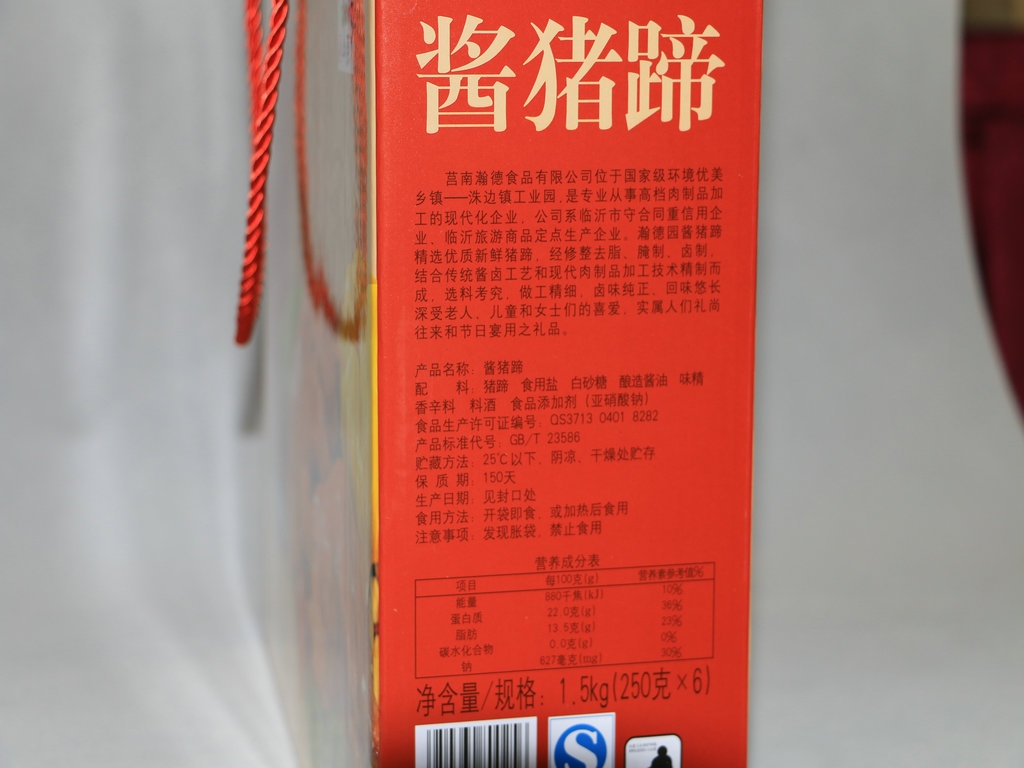 酱猪蹄
莒南瀚德食品有限公司位于国家级环境优美
乡镇——洙边镇工业园,是专业从事高档肉制品加
工的现代化企业，公司系临沂市守合同重信用企
业、临沂旅游商品定点生产企业。瀚德园酱猪蹄
精选优质新鲜猪蹄，经修整去脂、腌制、卤制，
结合传统酱卤工艺和现代肉制品加工技术精制而
成，选料考究，做工精细，卤味纯正、回味悠长
深受老人、儿童和女士们的喜爱，实属人们礼尚
往来和节日宴用之礼品。
产品名称：酱猪蹄
配 料：猪蹄 食用盐 白砂糖 酿造酱油 味精
香辛料 料酒 食品添加剂（亚硝酸钠）
食品生产许可证编号：QS3713 0401 8282
产品标准代号：GB/T 23586
贮藏方法：25℃以下，阴凉、干燥处贮存
保 质 期：150天
生产日期：见封口处
食用方法：开袋即食，或加热后食用
注意事项：发现胀袋，禁止食用
营养成分表
项目 每100克(g) 营养素参考值%
能量 880千焦(kJ) 10%
蛋白质 22.0克(g) 36%
脂肪 13.5克(g) 23%
碳水化合物 0.0克(g) 0%
钠 627毫克(mg) 30%
净含量/规格：1.5kg(250克×6)